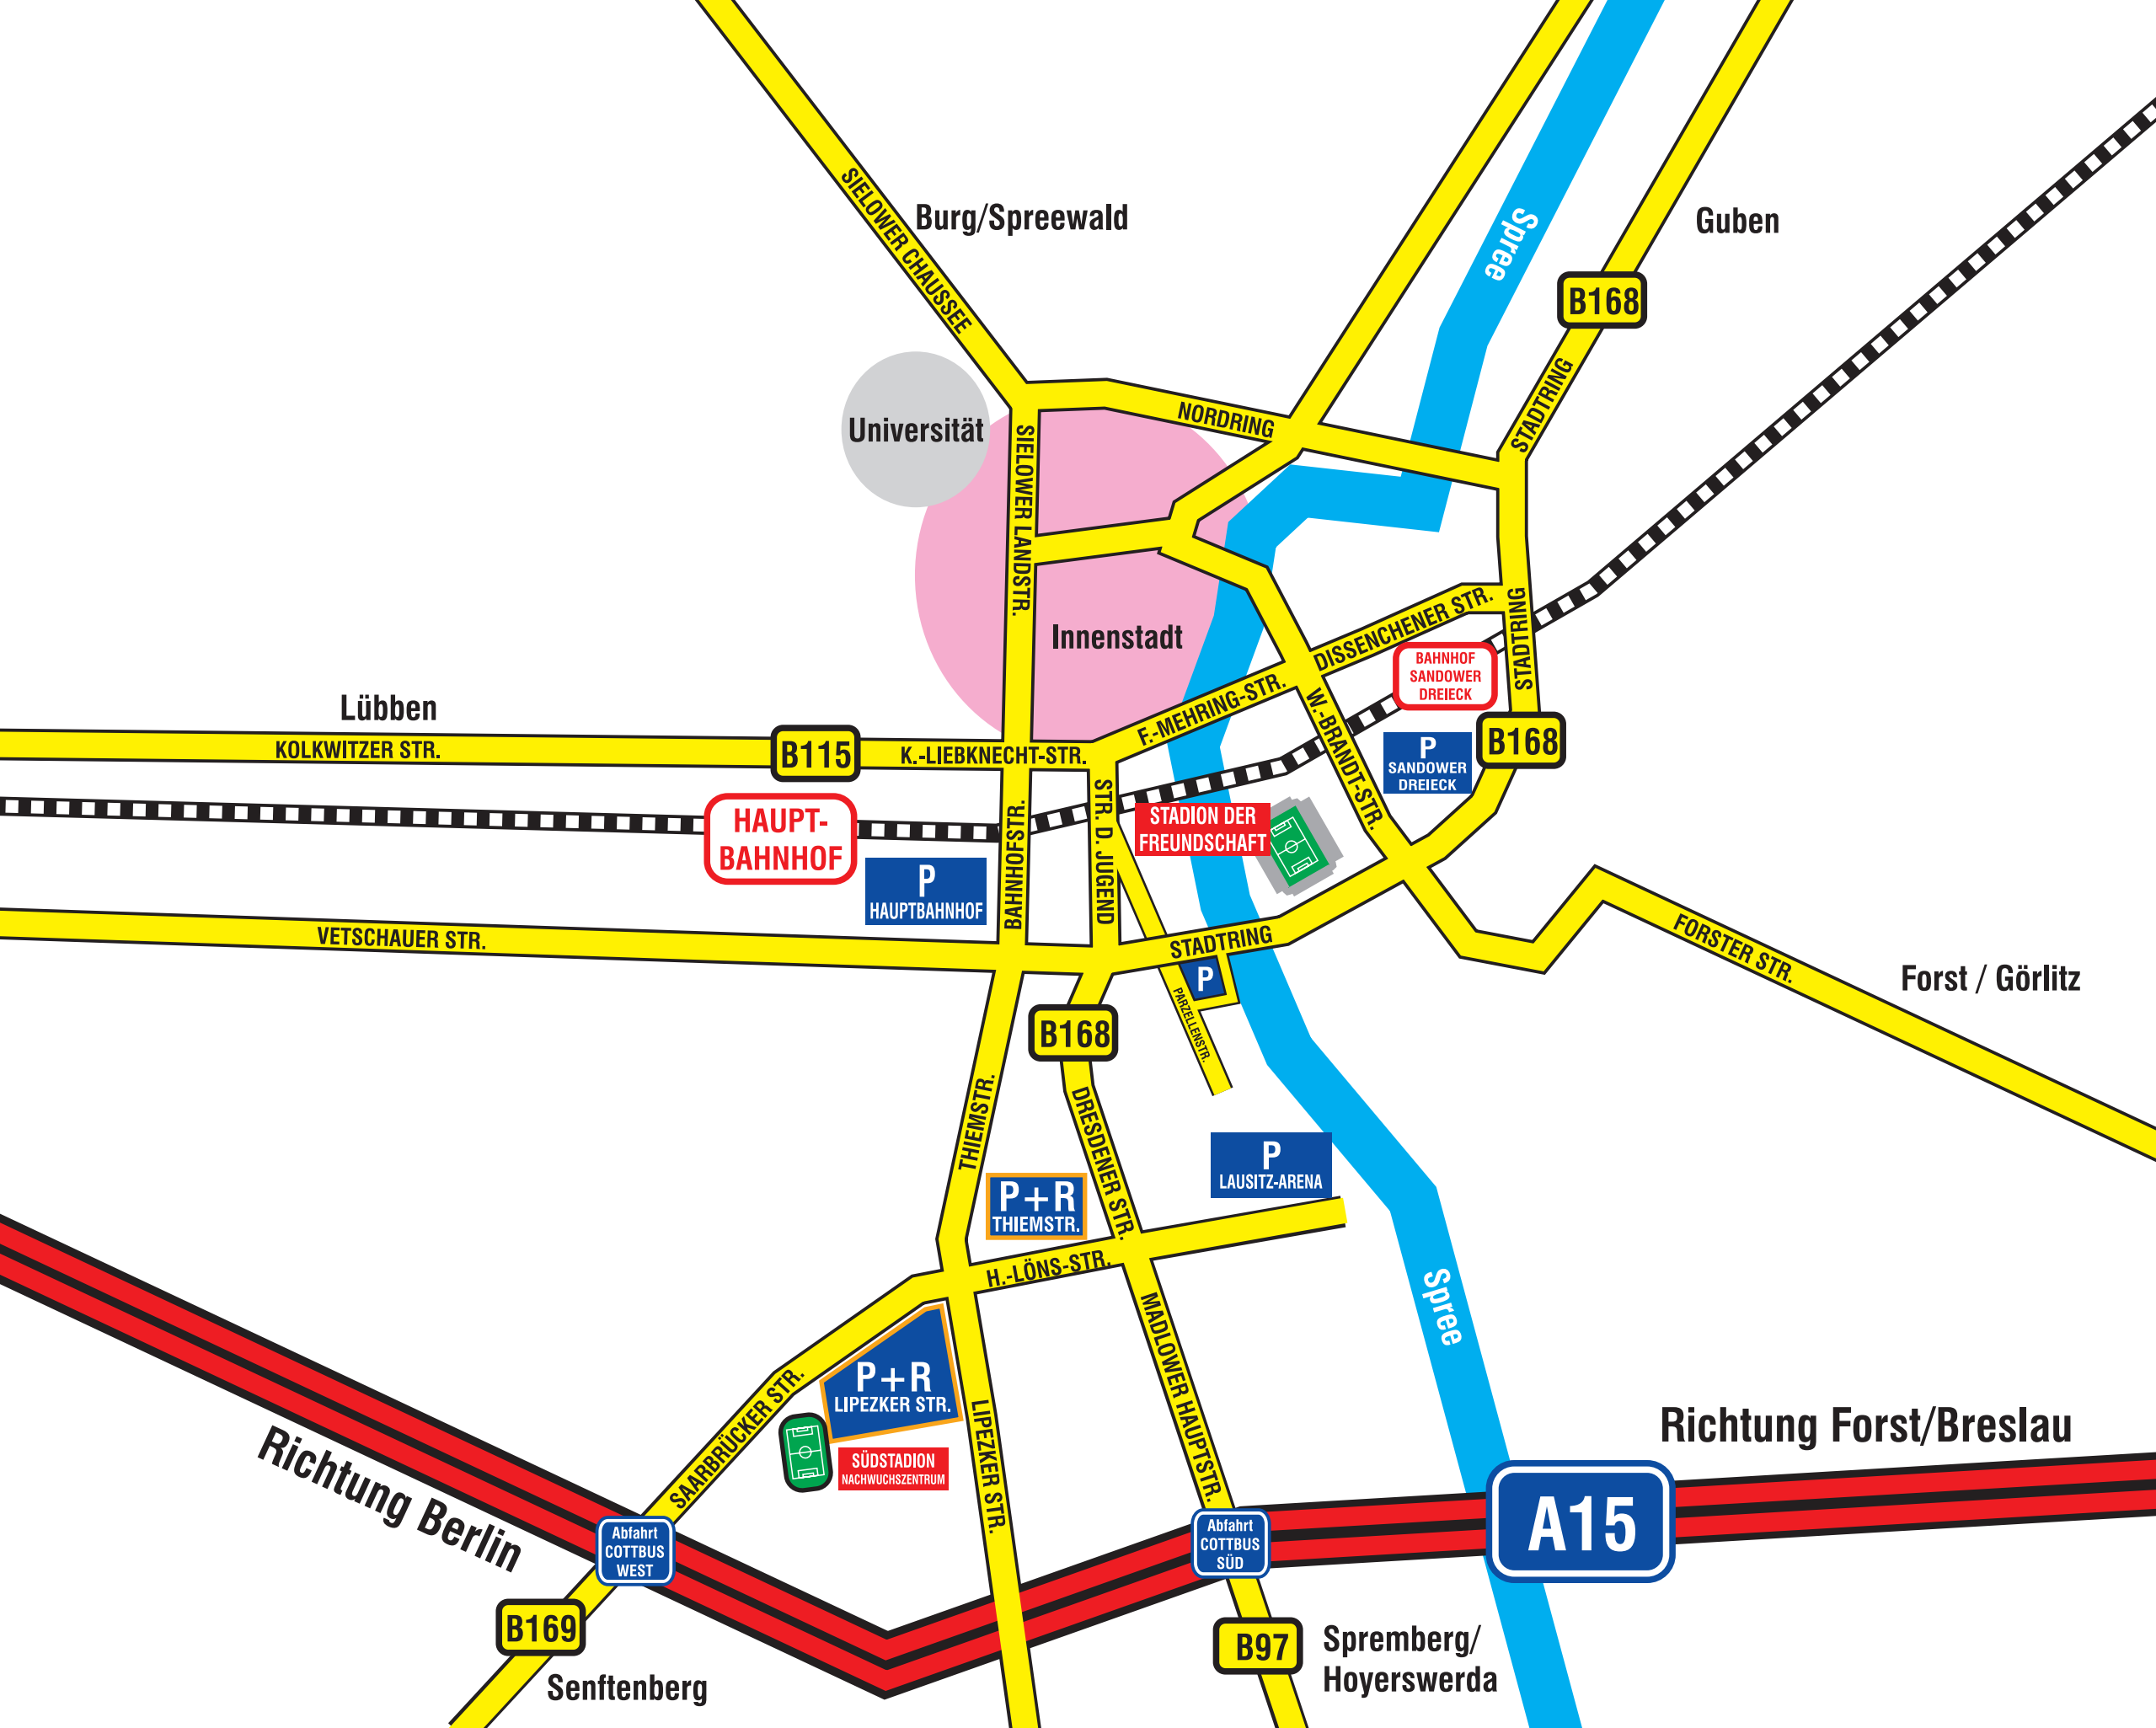 Burg/Spreewald
Spree
Guben
SIELOWER CHAUSSEE
B168
STADTRING
Universität
NORDRING
SIELOWER LANDSTR.
Innenstadt
DISSENCHENER STR.
STADTRING
BAHNHOF
SANDOWER
DREIECK
F.-MEHRING-STR.
W.-BRANDT-STR.
Lübben
KOLKWITZER STR.
B115
K.-LIEBKNECHT-STR.
B168
P
SANDOWER
DREIECK
HAUPT-
BAHNHOF
BAHNHOFSTR.
STR. D. JUGEND
STADION DER
FREUNDSCHAFT
P
HAUPTBAHNHOF
VETSCHAUER STR.
STADTRING
P
PARZELLENSTR.
FORSTER STR.
Forst / Görlitz
B168
THIEMSTR.
DRESDENER STR.
P
LAUSITZ-ARENA
P+R
THIEMSTR.
H.-LÖNS-STR.
Spree
MADLOWER HAUPTSTR.
P+R
LIPEZKER STR.
SAARBRÜCKER STR.
LIPEZKER STR.
SÜDSTADION
NACHWUCHSZENTRUM
Richtung Forst/Breslau
Richtung Berlin
A15
Abfahrt
COTTBUS
WEST
Abfahrt
COTTBUS
SÜD
B169
Senftenberg
B97
Spremberg/
Hoyerswerda